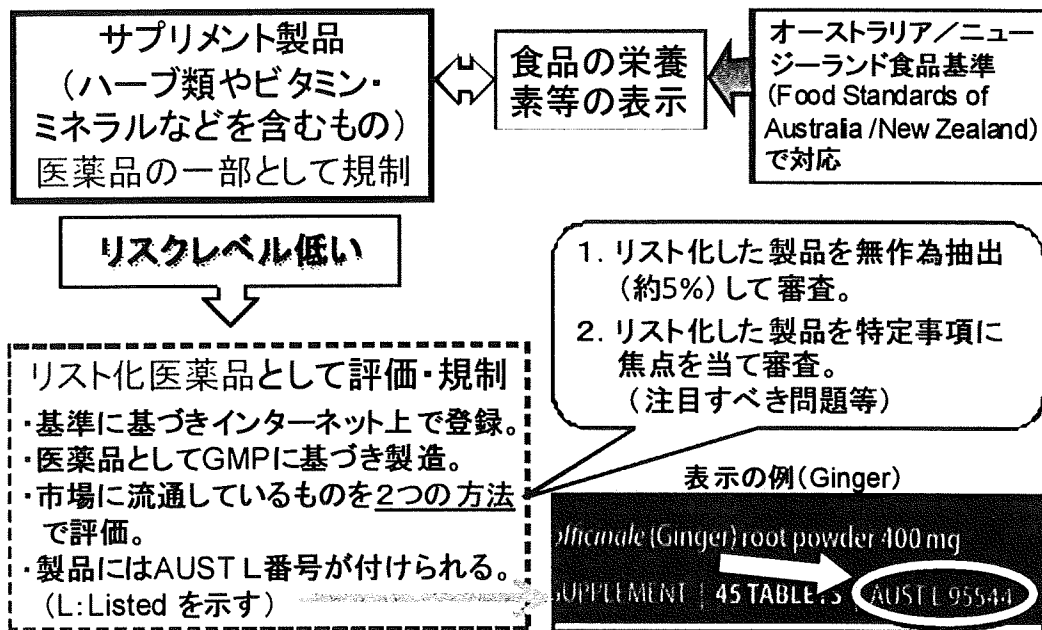 サプリメント製品
(ハーブ類やビタミン・
ミネラルなどを含むもの)
医薬品の一部として規制
食品の栄養
素等の表示
オーストラリア/ニュー
ジーランド食品基準
(Food Standards of
Australia /New Zealand)
で対応
リスクレベル低い
1. リスト化した製品を無作為抽出
(約5%)して審査。
2. リスト化した製品を特定事項に
焦点を当て審査。
(注目すべき問題等)
リスト化医薬品として評価・規制
・基準に基づきインターネット上で登録。
・医薬品としてGMPに基づき製造。
・市場に流通しているものを2つの方法
で評価。
・製品にはAUST L番号が付けられる。
(L:Listed を示す)
表示の例(Ginger)
officinale (Ginger) root powder 400 mg
SUPPLEMENT | 45 TABLETS AUST L 95544